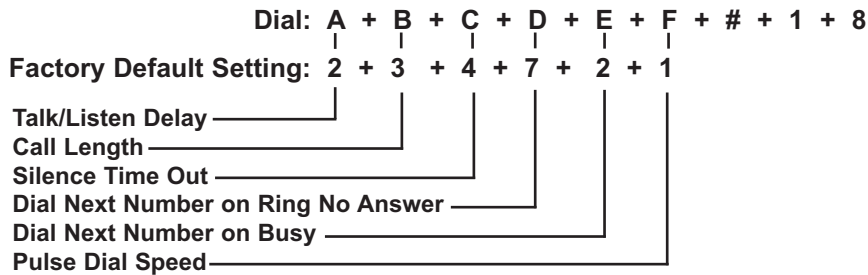 Dial: A + B + C + D + E + F + # + 1 + 8
Factory Default Setting: 2 + 3 + 4 + 7 + 2 + 1
Talk/Listen Delay
Call Length
Silence Time Out
Dial Next Number on Ring No Answer
Dial Next Number on Busy
Pulse Dial Speed